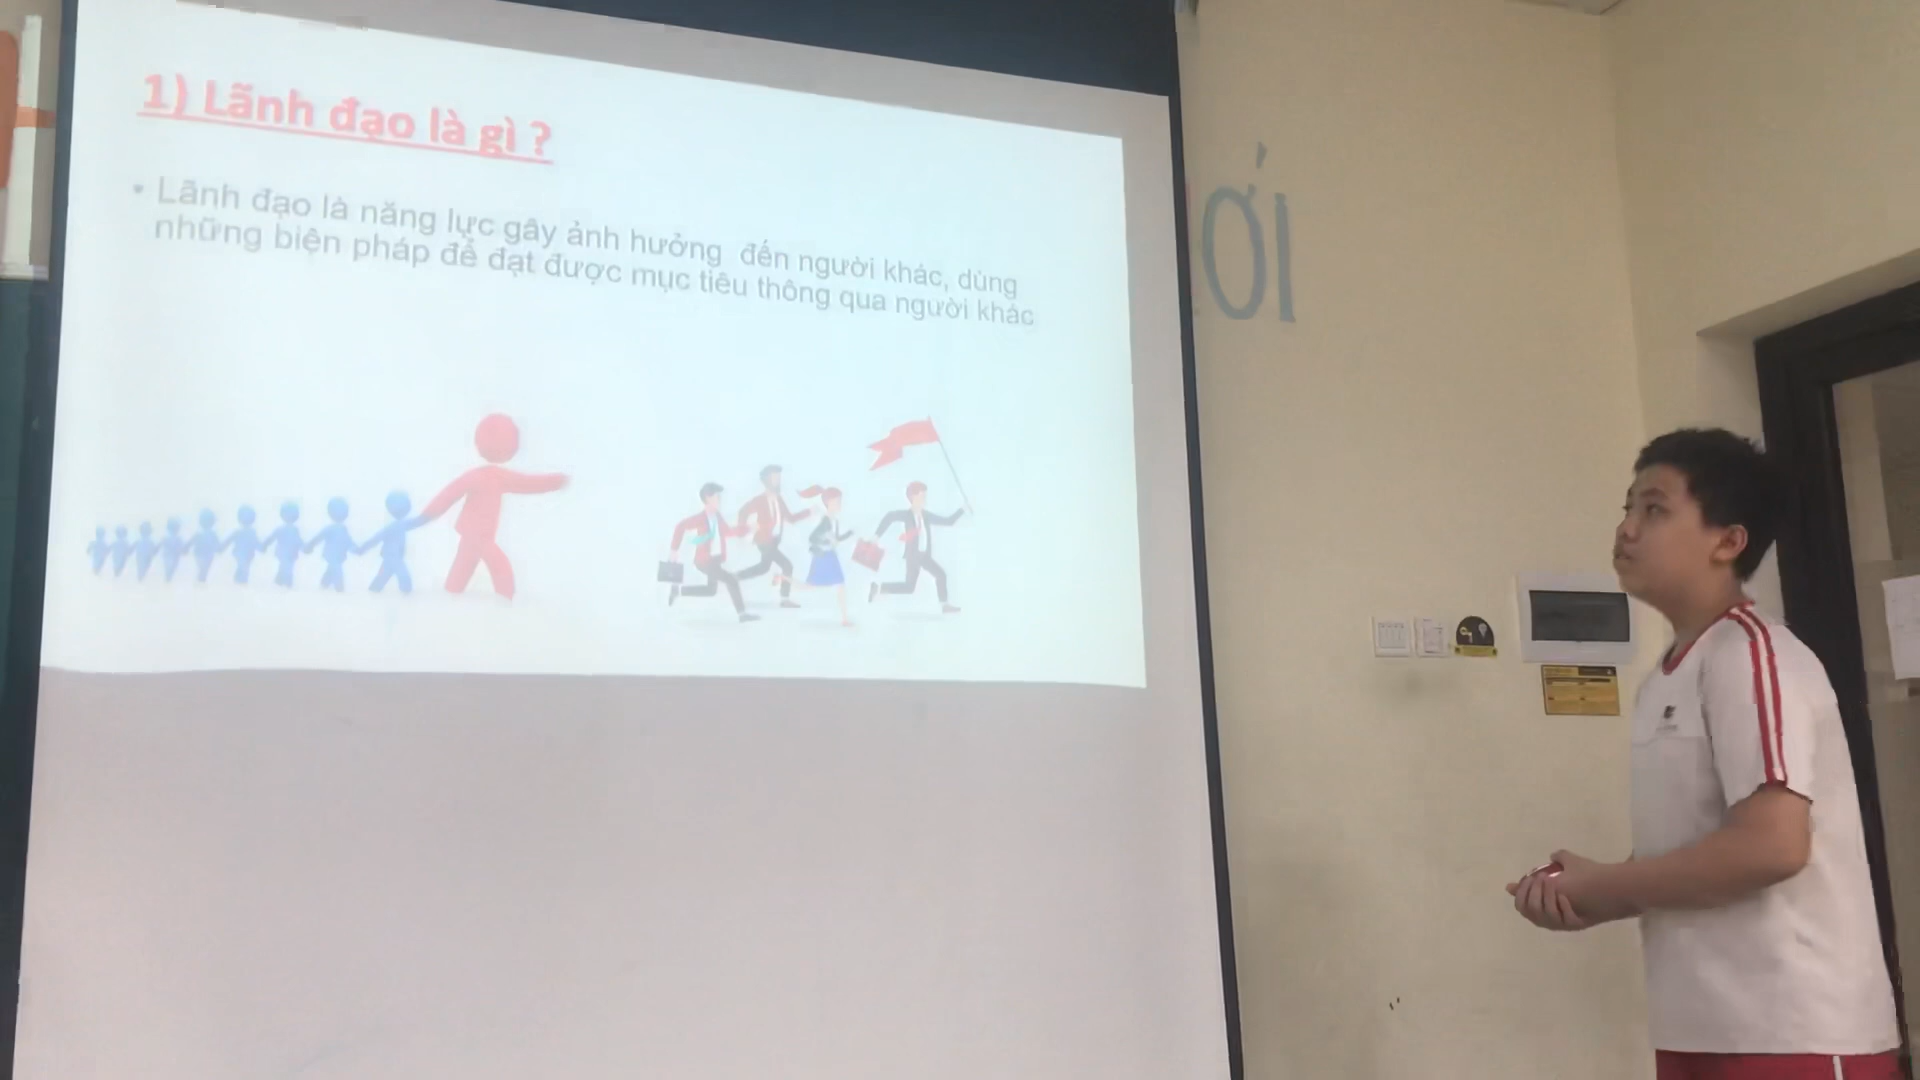 1) Lãnh đạo là gì ?
• Lãnh đạo là năng lực gây ảnh hưởng đến người khác, dùng
những biện pháp để đạt được mục tiêu thông qua người khác
ỚI